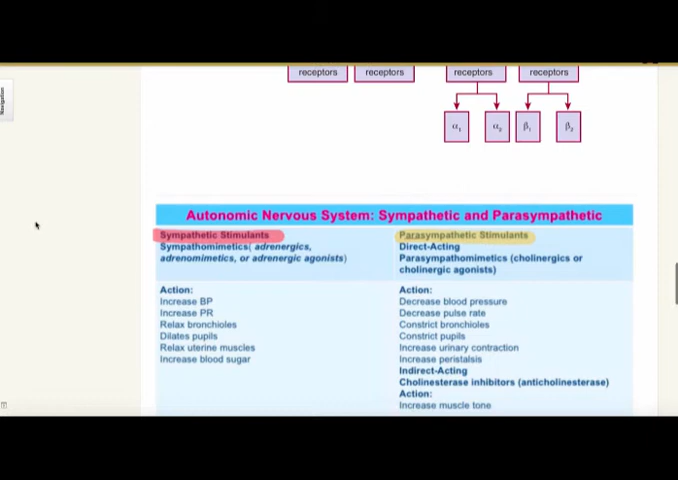 receptors
receptors
receptors
receptors
Navigation
α1
α2
β1
β2
Autonomic Nervous System: Sympathetic and Parasympathetic
Sympathetic Stimulants
Sympathomimetics( adrenergics,
adrenomimetics, or adrenergic agonists)
Parasympathetic Stimulants
Direct-Acting
Parasympathomimetics (cholinergics or
cholinergic agonists)
Action:
Increase BP
Increase PR
Relax bronchioles
Dilates pupils
Relax uterine muscles
Increase blood sugar
Action:
Decrease blood pressure
Decrease pulse rate
Constrict bronchioles
Constrict pupils
Increase urinary contraction
Increase peristalsis
Indirect-Acting
Cholinesterase inhibitors (anticholinesterase)
Action:
Increase muscle tone